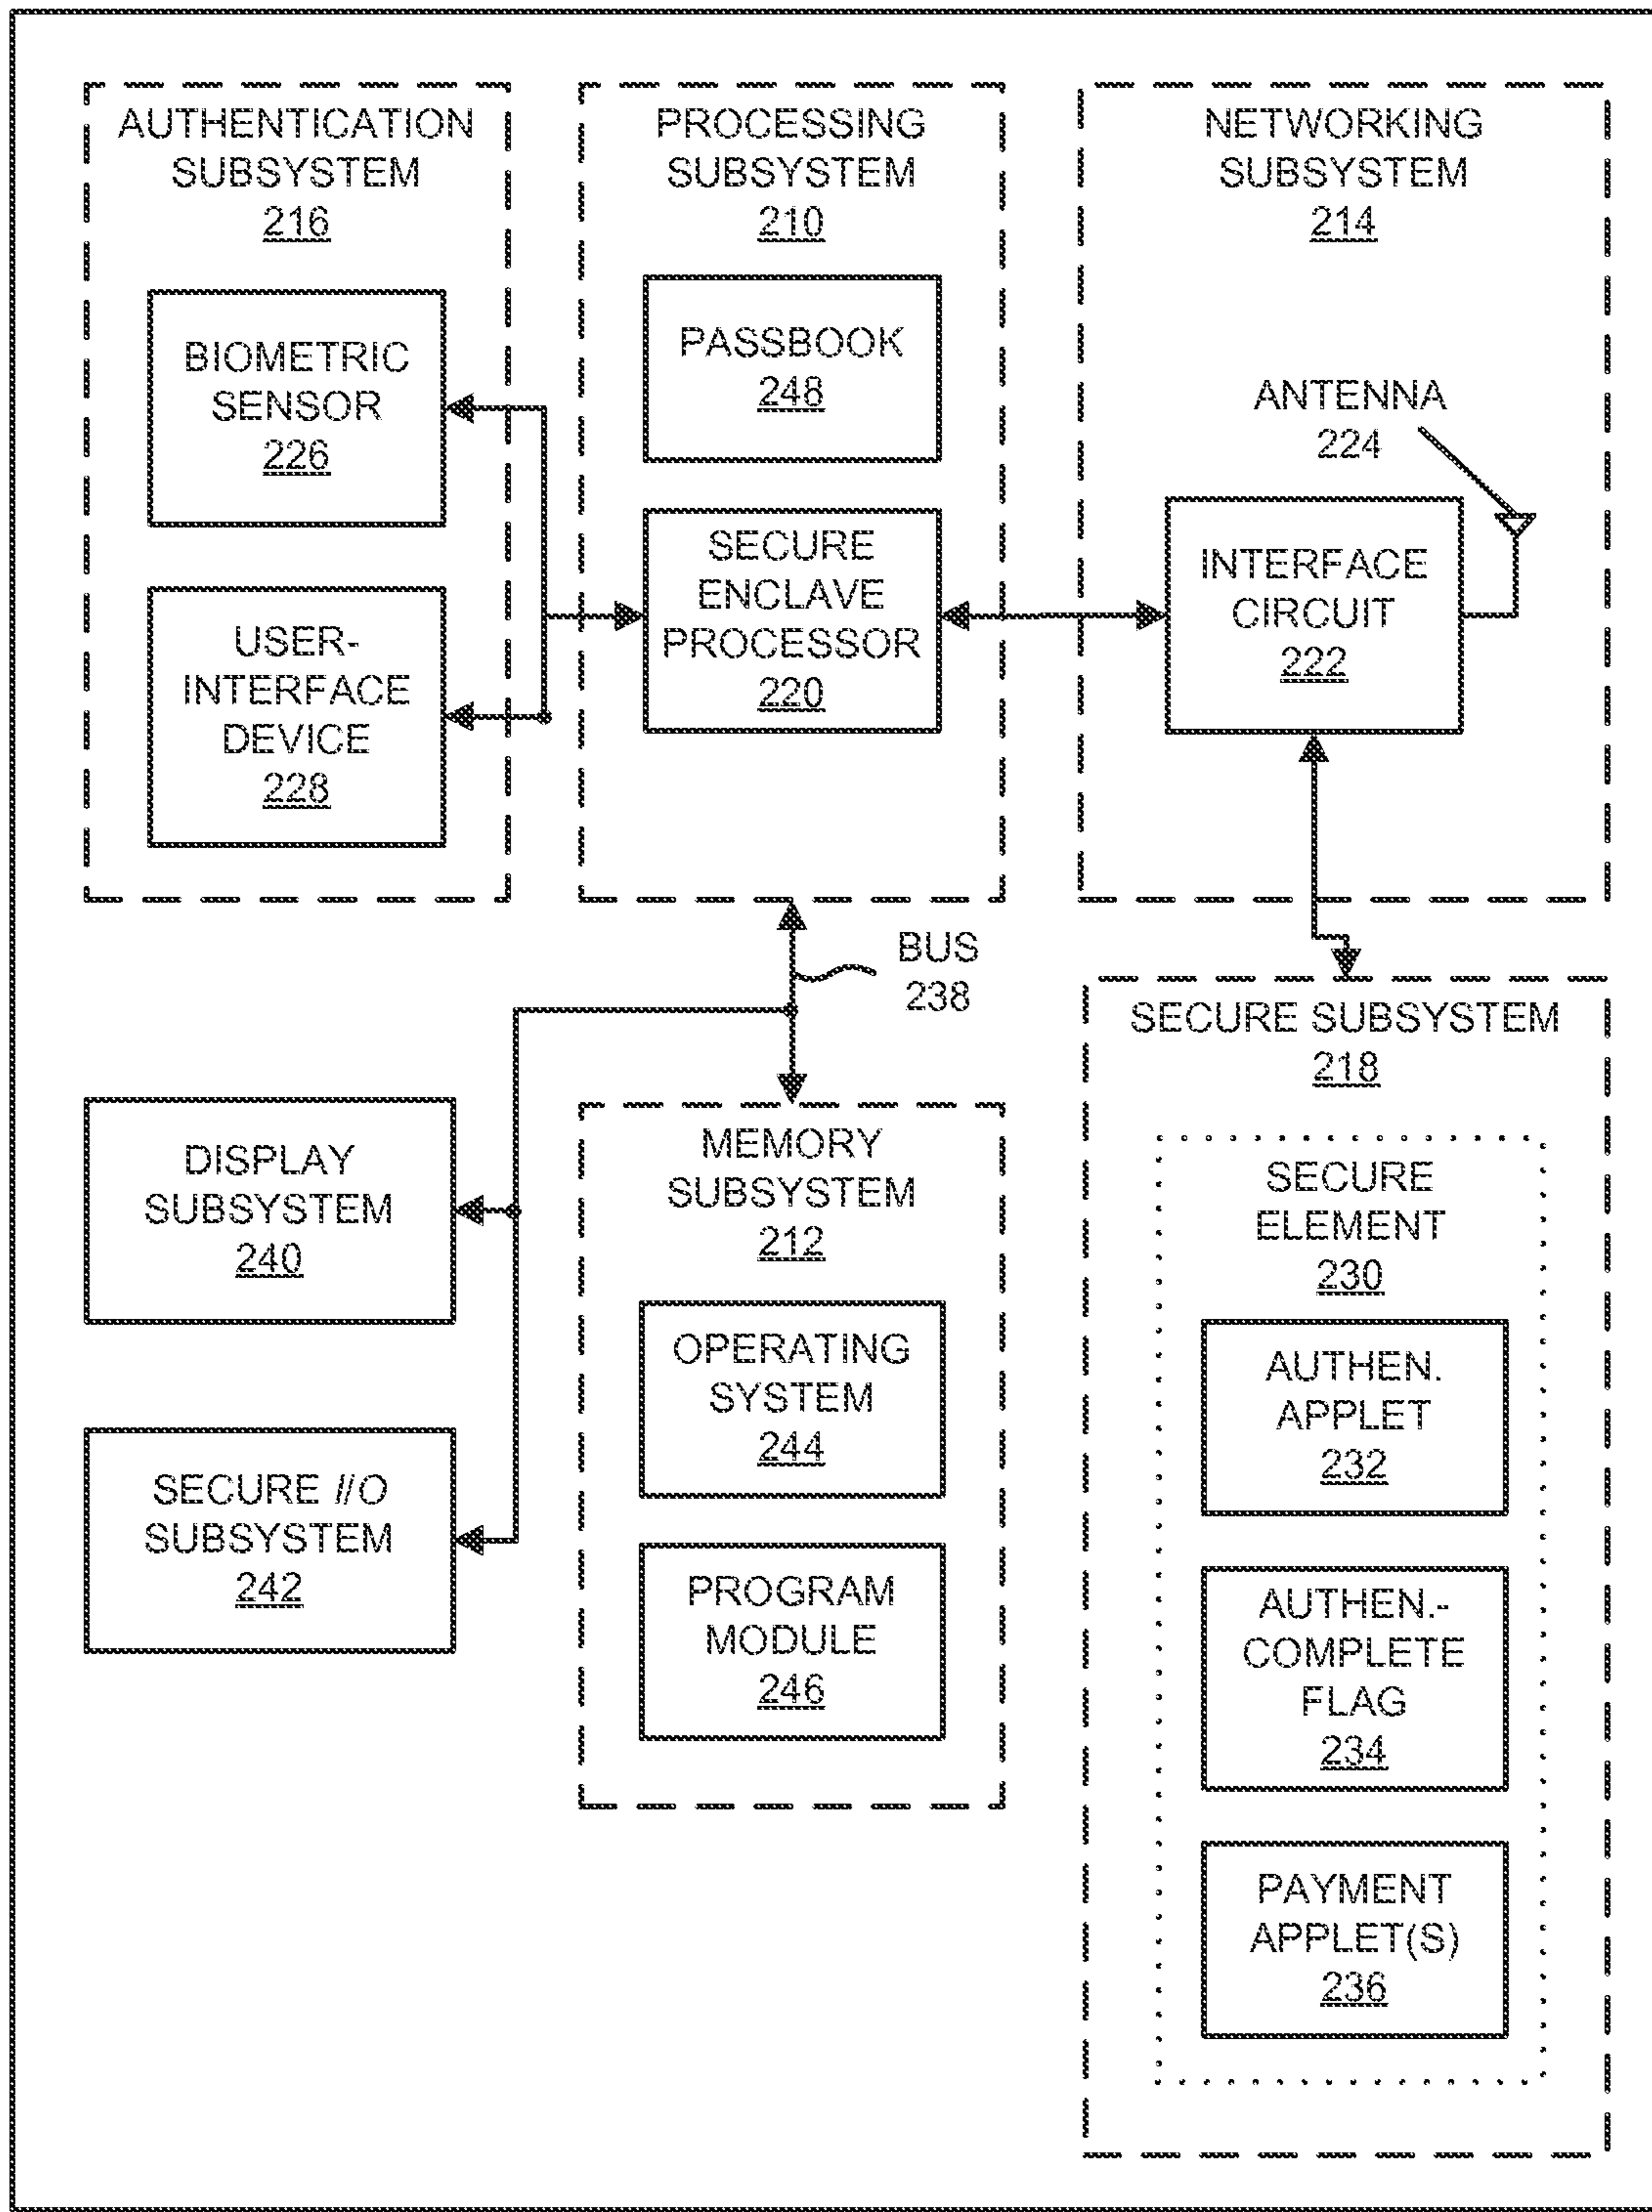 AUTHENTICATION
SUBSYSTEM
216
BIOMETRIC
SENSOR
226
USER-
INTERFACE
DEVICE
228
PROCESSING
SUBSYSTEM
210
PASSBOOK
248
SECURE
ENCLAVE
PROCESSOR
220
NETWORKING
SUBSYSTEM
214
ANTENNA
224
INTERFACE
CIRCUIT
222
BUS
238
DISPLAY
SUBSYSTEM
240
SECURE I/O
SUBSYSTEM
242
MEMORY
SUBSYSTEM
212
OPERATING
SYSTEM
244
PROGRAM
MODULE
246
SECURE SUBSYSTEM
218
SECURE
ELEMENT
230
AUTHEN.
APPLET
232
AUTHEN.-
COMPLETE
FLAG
234
PAYMENT
APPLET(S)
236